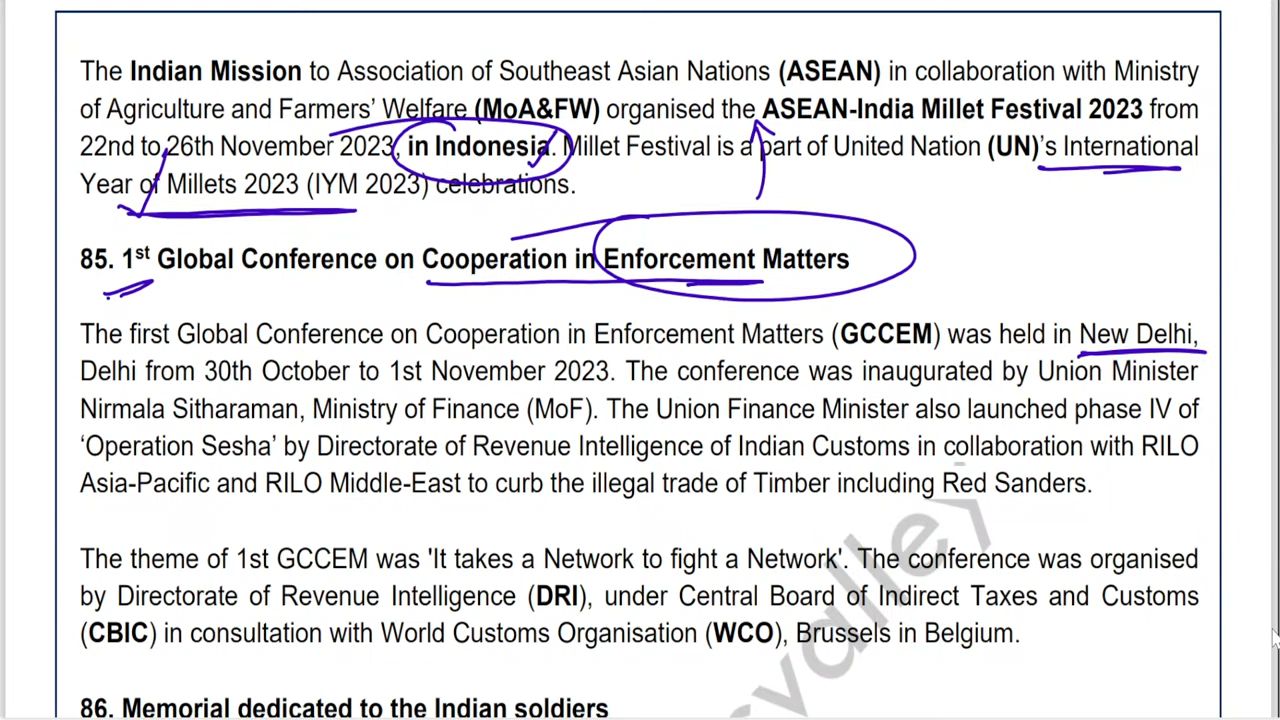 The Indian Mission to Association of Southeast Asian Nations (ASEAN) in collaboration with Ministry
of Agriculture and Farmers' Welfare (MoA&FW) organised the ASEAN-India Millet Festival 2023 from
22nd to 26th November 2023, in Indonesia. Millet Festival is a part of United Nation (UN)'s International
Year of Millets 2023 (IYM 2023) celebrations.
85. 1st Global Conference on Cooperation in Enforcement Matters
The first Global Conference on Cooperation in Enforcement Matters (GCCEM) was held in New Delhi,
Delhi from 30th October to 1st November 2023. The conference was inaugurated by Union Minister
Nirmala Sitharaman, Ministry of Finance (MoF). The Union Finance Minister also launched phase IV of
‘Operation Sesha’ by Directorate of Revenue Intelligence of Indian Customs in collaboration with RILO
Asia-Pacific and RILO Middle-East to curb the illegal trade of Timber including Red Sanders.
The theme of 1st GCCEM was 'It takes a Network to fight a Network'. The conference was organised
by Directorate of Revenue Intelligence (DRI), under Central Board of Indirect Taxes and Customs
(CBIC) in consultation with World Customs Organisation (WCO), Brussels in Belgium.
86. Memorial dedicated to the Indian soldiers